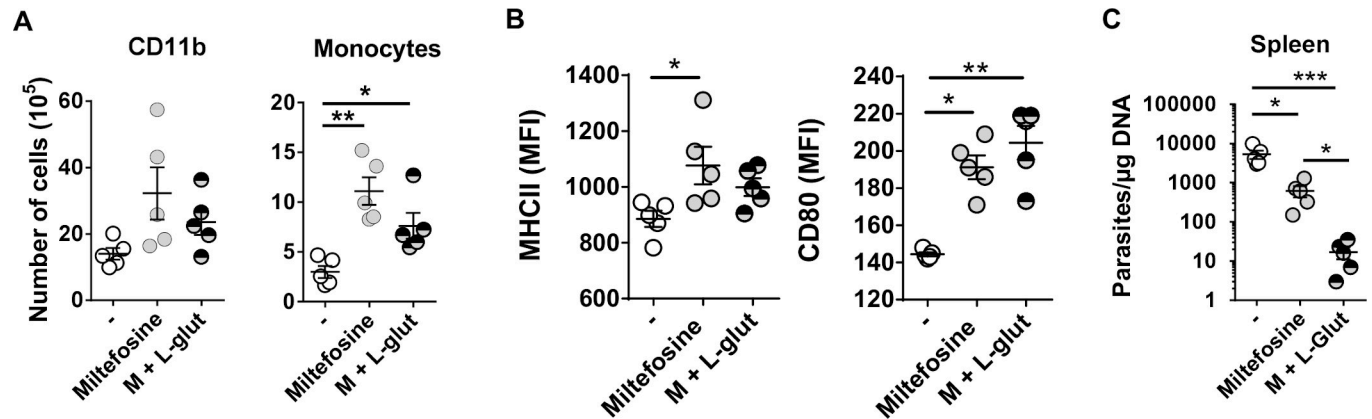 A
CD11b
Number of cells (10⁵)
60
40
20
0
-
Miltefosine
M + L-glut
Monocytes
20
15
10
5
0
*
**
-
Miltefosine
M + L-glut
B
MHCII (MFI)
1400
1200
1000
800
600
*
-
Miltefosine
M + L-glut
CD80 (MFI)
240
220
200
180
160
140
120
**
*
-
Miltefosine
M + L-glut
C
Spleen
Parasites/µg DNA
100000
10000
1000
100
10
1
***
*
*
-
Miltefosine
M + L-Glut